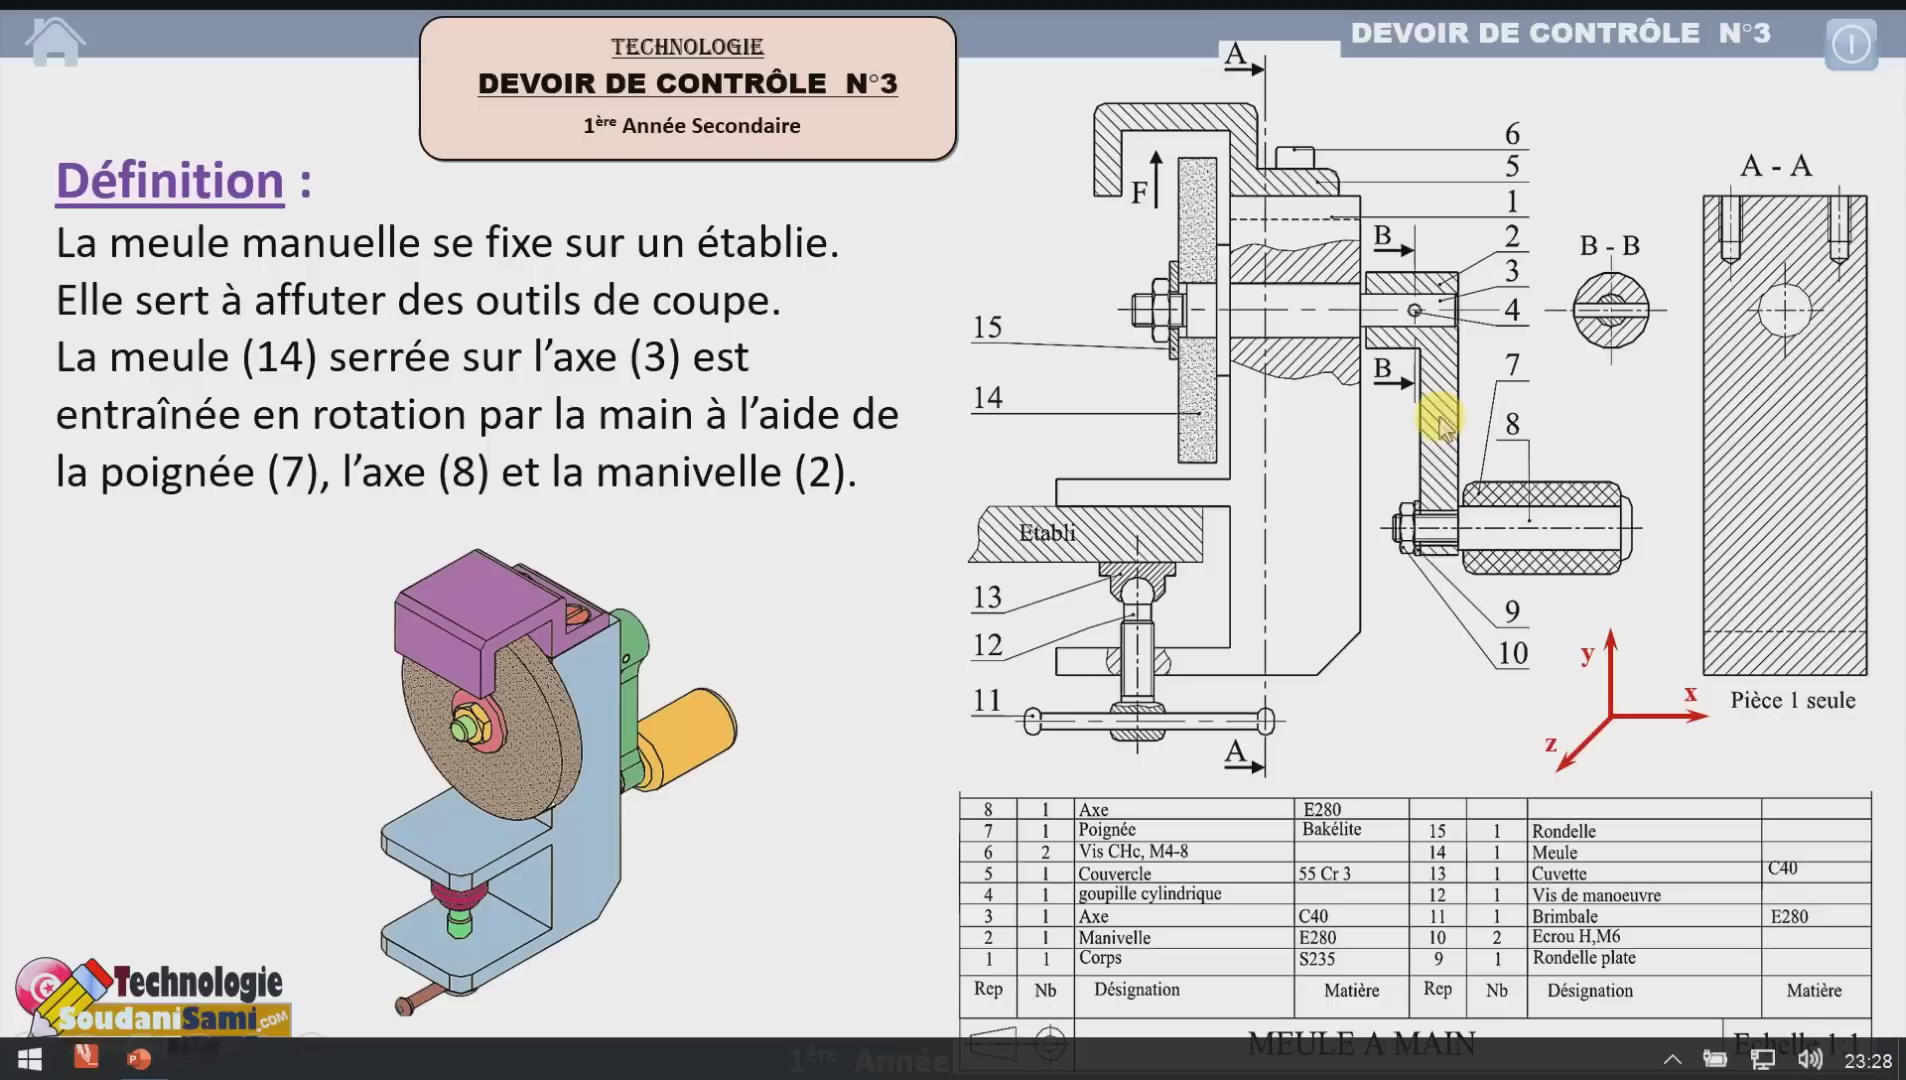 DEVOIR DE CONTRÔLE N°3
TECHNOLOGIE
DEVOIR DE CONTRÔLE N°3
1ère Année Secondaire
Définition :
La meule manuelle se fixe sur un établie.
Elle sert à affuter des outils de coupe.
La meule (14) serrée sur l’axe (3) est
entraînée en rotation par la main à l’aide de
la poignée (7), l’axe (8) et la manivelle (2).
A
6
5
1
2
3
4
F
B
B
7
8
15
14
Etabli
13
12
11
9
10
A
A - A
B - B
y
x
z
Pièce 1 seule
8 1 Axe E280
7 1 Poignée Bakélite 15 1 Rondelle
6 2 Vis CHc, M4-8 14 1 Meule
5 1 Couvercle 55 Cr 3 13 1 Cuvette C40
4 1 goupille cylindrique 12 1 Vis de manoeuvre
3 1 Axe C40 11 1 Brimbale E280
2 1 Manivelle E280 10 2 Ecrou H,M6
1 1 Corps S235 9 1 Rondelle plate
Rep Nb Désignation Matière Rep Nb Désignation Matière
MEULE A MAIN Echelle 1:1
Technologie
SoudaniSami.COM
1ère Année
23:28